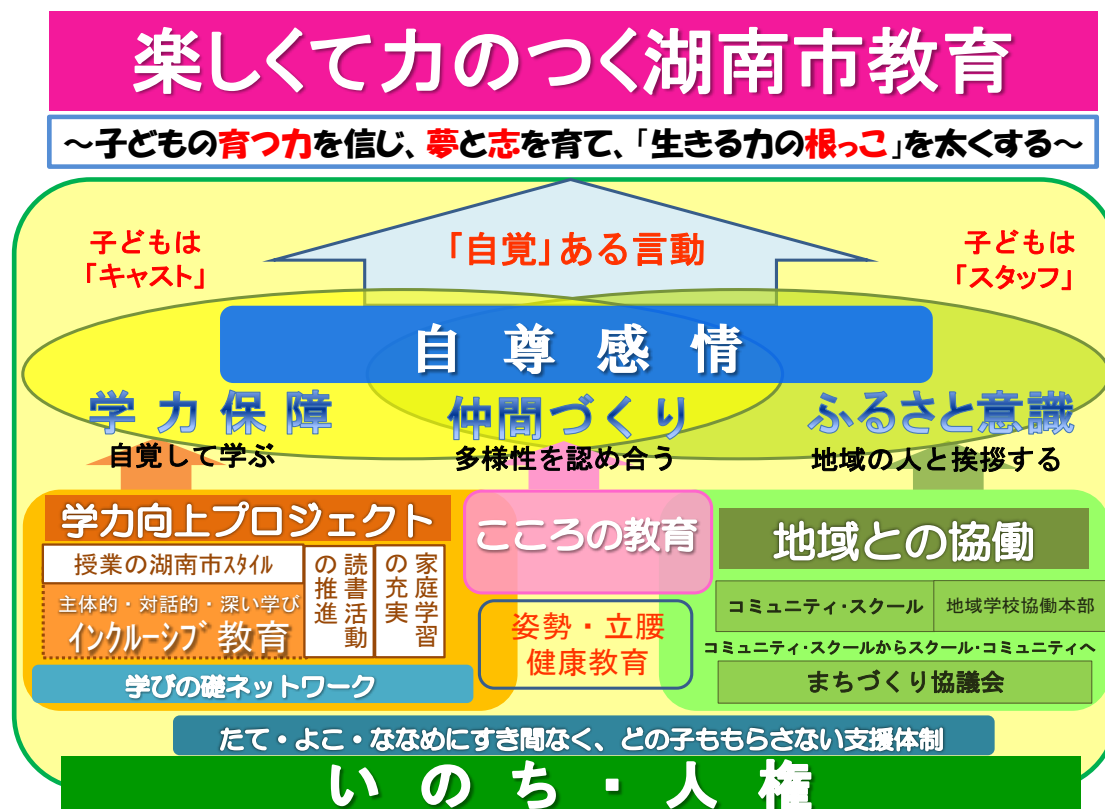 楽しくて力のつく湖南市教育
～子どもの育つ力を信じ、夢と志を育て、「生きる力の根っこ」を太くする～
子どもは
「キャスト」
「自覚」ある言動
子どもは
「スタッフ」
自尊感情
学力保障
仲間づくり
ふるさと意識
自覚して学ぶ
多様性を認め合う
地域の人と挨拶する
学力向上プロジェクト
授業の湖南市スタイル
主体的・対話的・深い学び
インクルーシブ教育
読書活動
の推進
家庭学習
の充実
学びの礎ネットワーク
こころの教育
姿勢・立腰
健康教育
地域との協働
コミュニティ・スクール
地域学校協働本部
コミュニティ・スクールからスクール・コミュニティへ
まちづくり協議会
たて・よこ・ななめにすき間なく、どの子ももらさない支援体制
いのち・人権